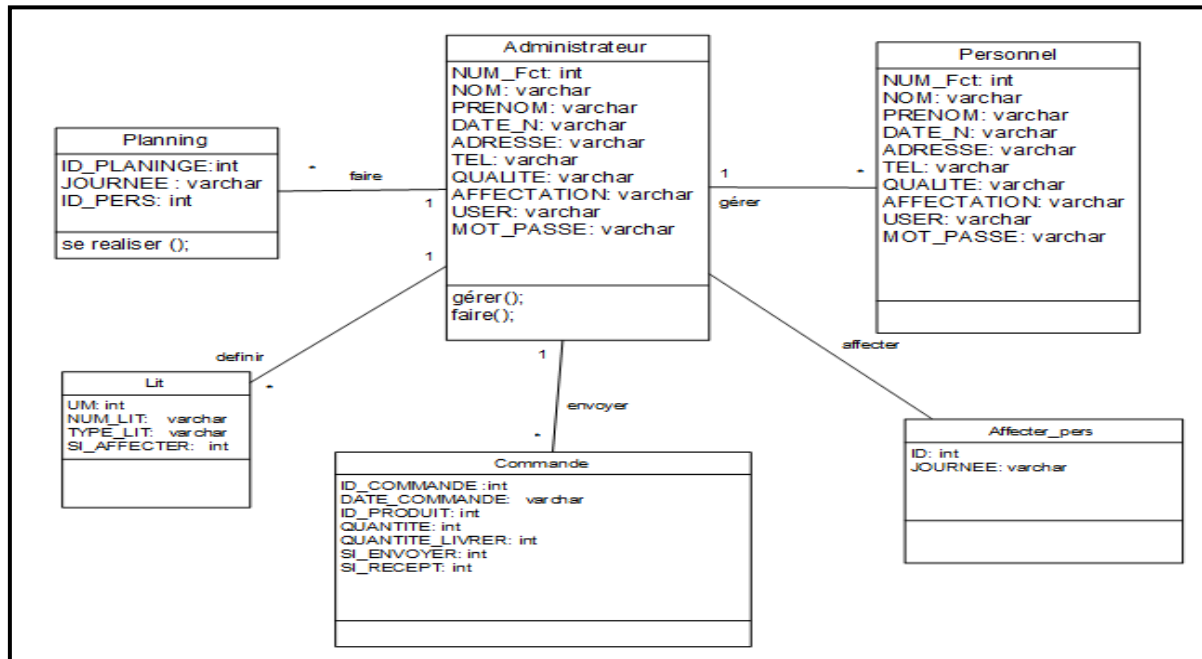 Administrateur
NUM_Fct: int
NOM: varchar
PRENOM: varchar
DATE_N: varchar
ADRESSE: varchar
TEL: varchar
QUALITE: varchar
AFFECTATION: varchar
USER: varchar
MOT_PASSE: varchar
gérer();
faire();
Personnel
NUM_Fct: int
NOM: varchar
PRENOM: varchar
DATE_N: varchar
ADRESSE: varchar
TEL: varchar
QUALITE: varchar
AFFECTATION: varchar
USER: varchar
MOT_PASSE: varchar
Planning
ID_PLANINGE: int
JOURNEE : varchar
ID_PERS: int
se realiser ();
*
faire
1
1
*
gérer
1
definir
*
1
envoyer
*
affecter
Lit
UM: int
NUM_LIT: varchar
TYPE_LIT: varchar
SI_AFFECTER: int
Commande
ID_COMMANDE :int
DATE_COMMANDE: varchar
ID_PRODUIT: int
QUANTITE: int
QUANTITE_LIVRER: int
SI_ENVOYER: int
SI_RECEPT: int
Affecter_pers
ID: int
JOURNEE: varchar